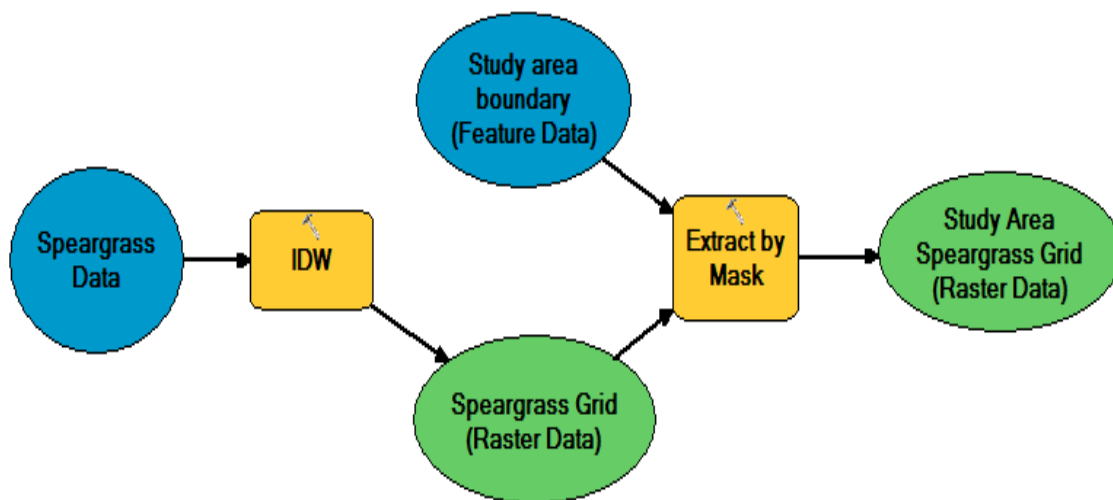 Study area
boundary
(Feature Data)
Speargrass
Data
IDW
Extract by
Mask
Study Area
Speargrass Grid
(Raster Data)
Speargrass Grid
(Raster Data)